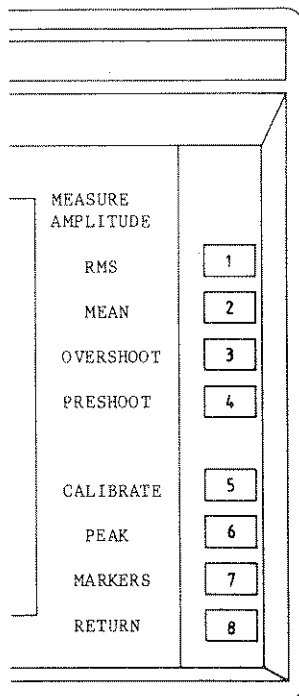 MEASURE
AMPLITUDE
RMS 1
MEAN 2
OVERSHOOT 3
PRESHOOT 4
CALIBRATE 5
PEAK 6
MARKERS 7
RETURN 8